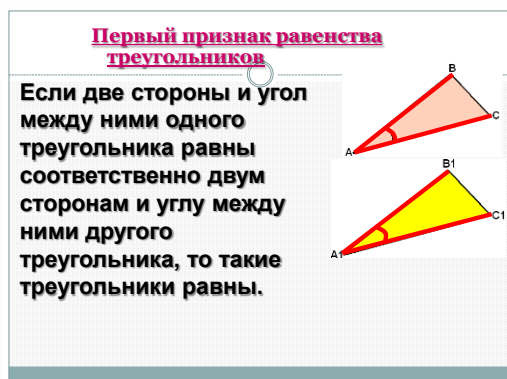 Первый признак равенства
треугольников
Если две стороны и угол
между ними одного
треугольника равны
соответственно двум
сторонам и углу между
ними другого
треугольника, то такие
треугольники равны.
B
C
A
B1
C1
A1